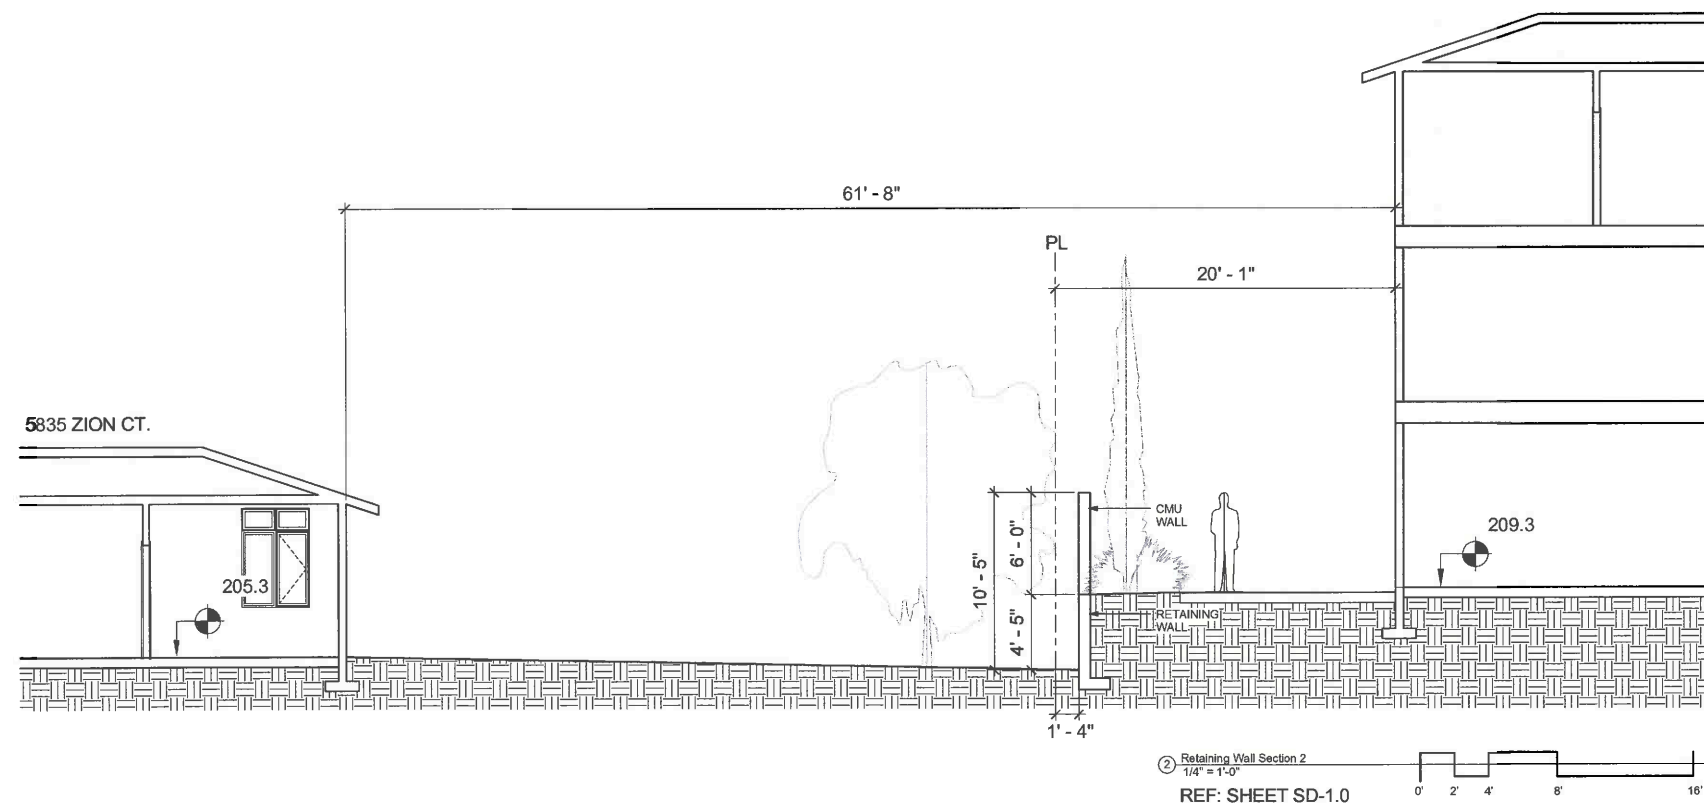 61' - 8"
PL
20' - 1"
5835 ZION CT.
CMU
WALL
209.3
6' - 0"
10' - 5"
205.3
RETAINING
WALL
4' - 5"
1' - 4"
2 Retaining Wall Section 2
1/4" = 1'-0"
REF: SHEET SD-1.0
0' 2' 4' 8' 16'